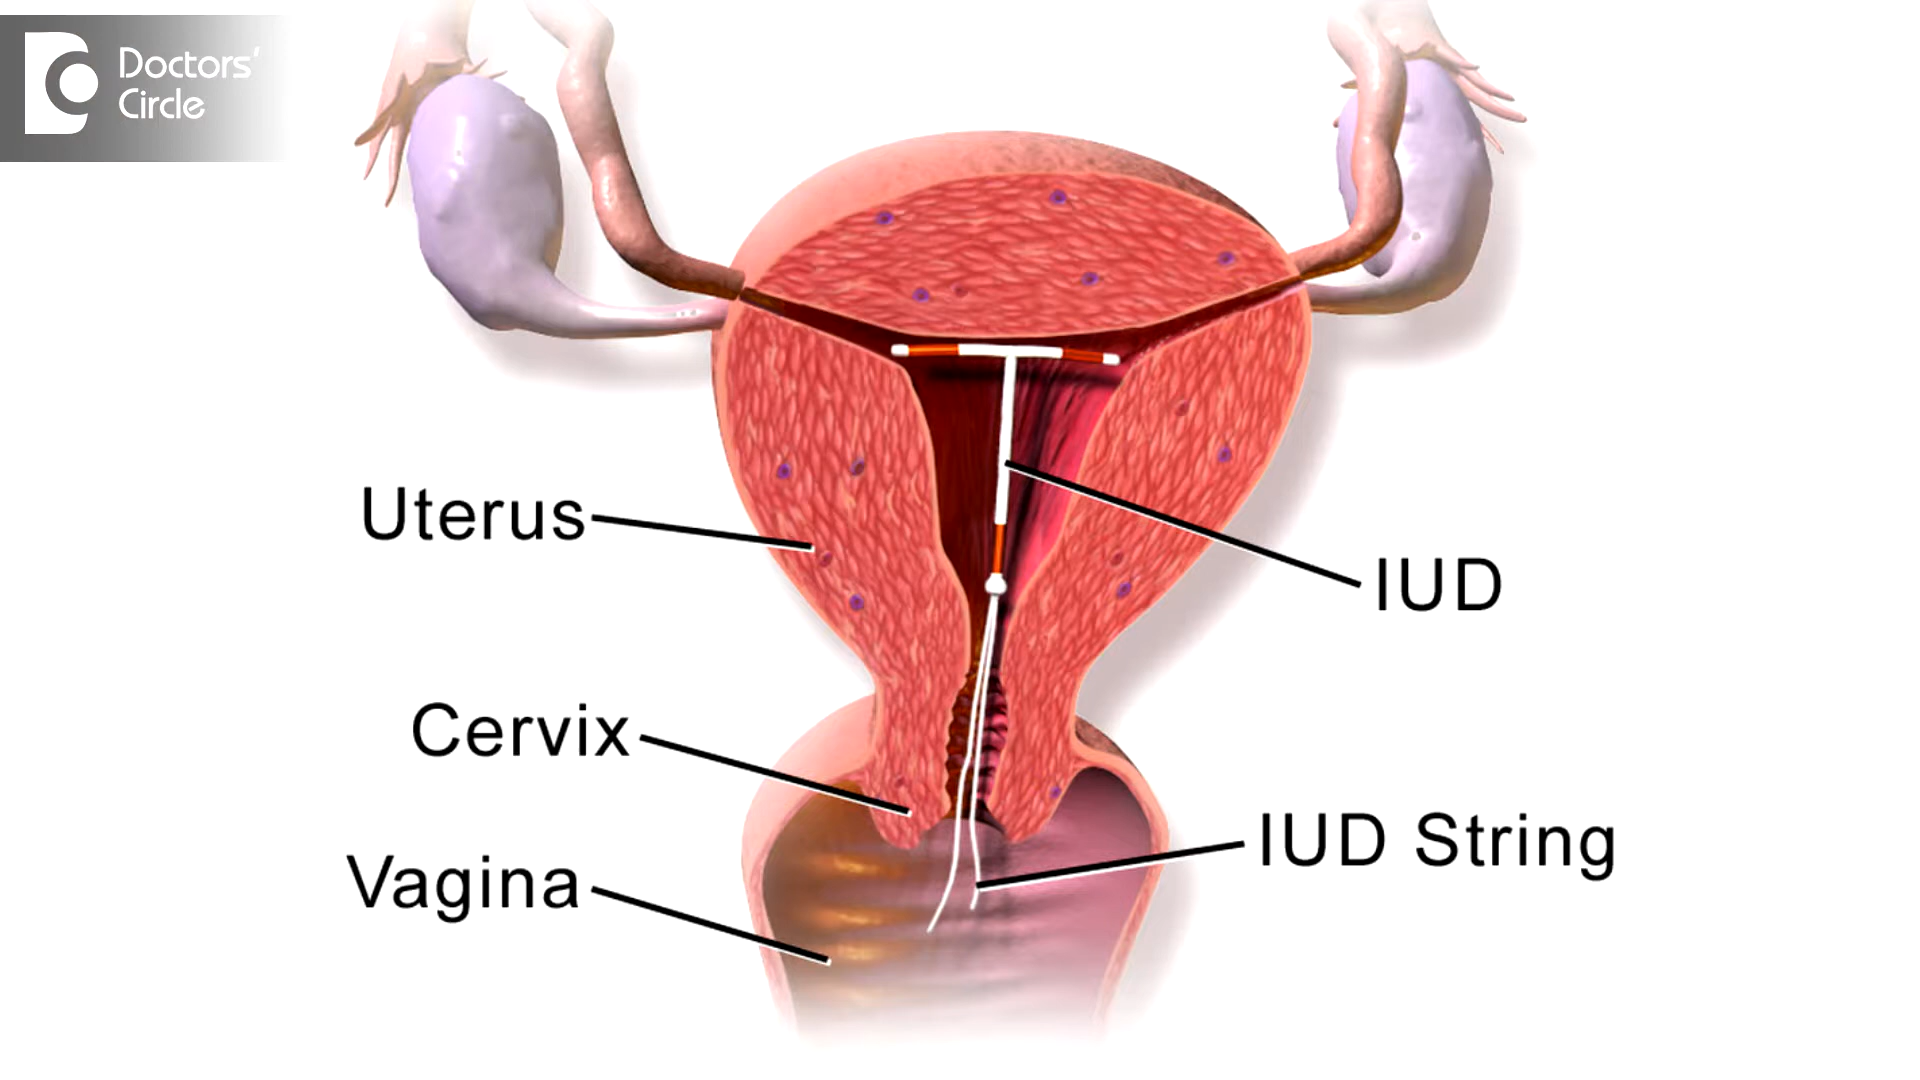 Doctors'
Circle
Uterus
IUD
Cervix
IUD String
Vagina